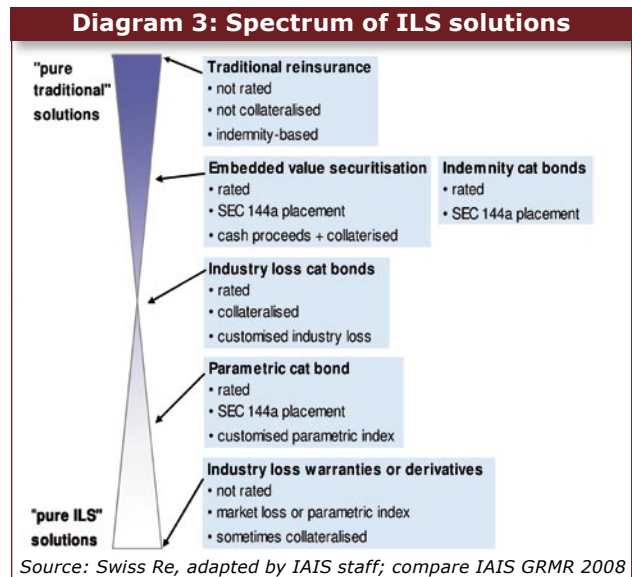 Diagram 3: Spectrum of ILS solutions
"pure
traditional"
solutions
Traditional reinsurance
• not rated
• not collateralised
• indemnity-based
Embedded value securitisation
• rated
• SEC 144a placement
• cash proceeds + collaterised
Indemnity cat bonds
• rated
• SEC 144a placement
Industry loss cat bonds
• rated
• collateralised
• customised industry loss
Parametric cat bond
• rated
• SEC 144a placement
• customised parametric index
Industry loss warranties or derivatives
• not rated
• market loss or parametric index
• sometimes collateralised
"pure ILS"
solutions
Source: Swiss Re, adapted by IAIS staff; compare IAIS GRMR 2008